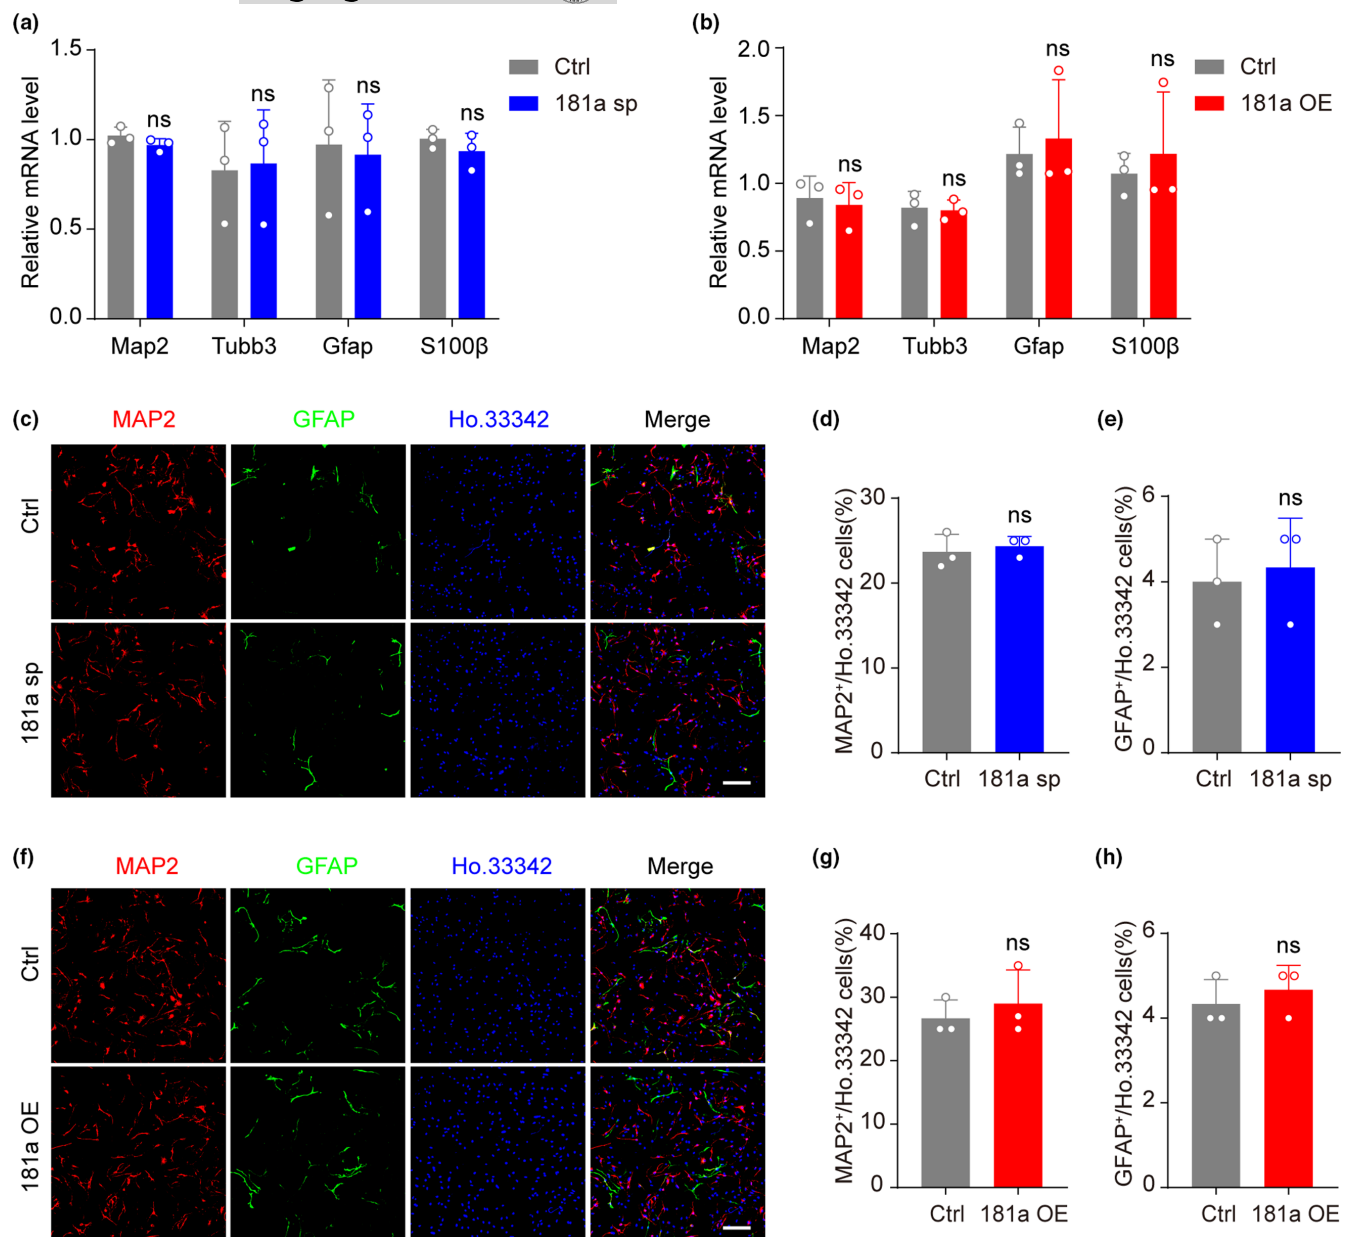 (a)
1.5
1.0
0.5
0.0
Relative mRNA level
Ctrl
181a sp
ns
ns
ns
ns
Map2
Tubb3
Gfap
S100β
(b)
2.0
1.5
1.0
0.5
0.0
Relative mRNA level
Ctrl
181a OE
ns
ns
ns
ns
Map2
Tubb3
Gfap
S100β
(c)
MAP2
GFAP
Ho.33342
Merge
Ctrl
181a sp
(d)
30
20
10
0
MAP2⁺/Ho.33342 cells(%)
ns
Ctrl
181a sp
(e)
6
4
2
0
GFAP⁺/Ho.33342 cells(%)
ns
Ctrl
181a sp
(f)
MAP2
GFAP
Ho.33342
Merge
Ctrl
181a OE
(g)
40
30
20
10
0
MAP2⁺/Ho.33342 cells(%)
ns
Ctrl
181a OE
(h)
6
4
2
0
GFAP⁺/Ho.33342 cells(%)
ns
Ctrl
181a OE